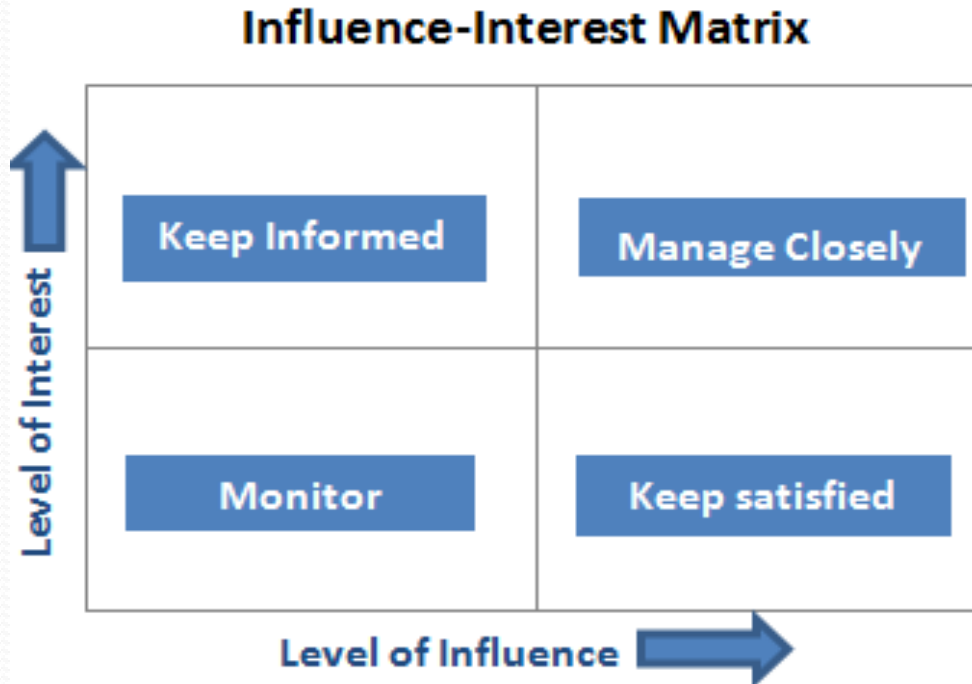 Influence-Interest Matrix
Level of Interest
Keep Informed
Manage Closely
Monitor
Keep satisfied
Level of Influence